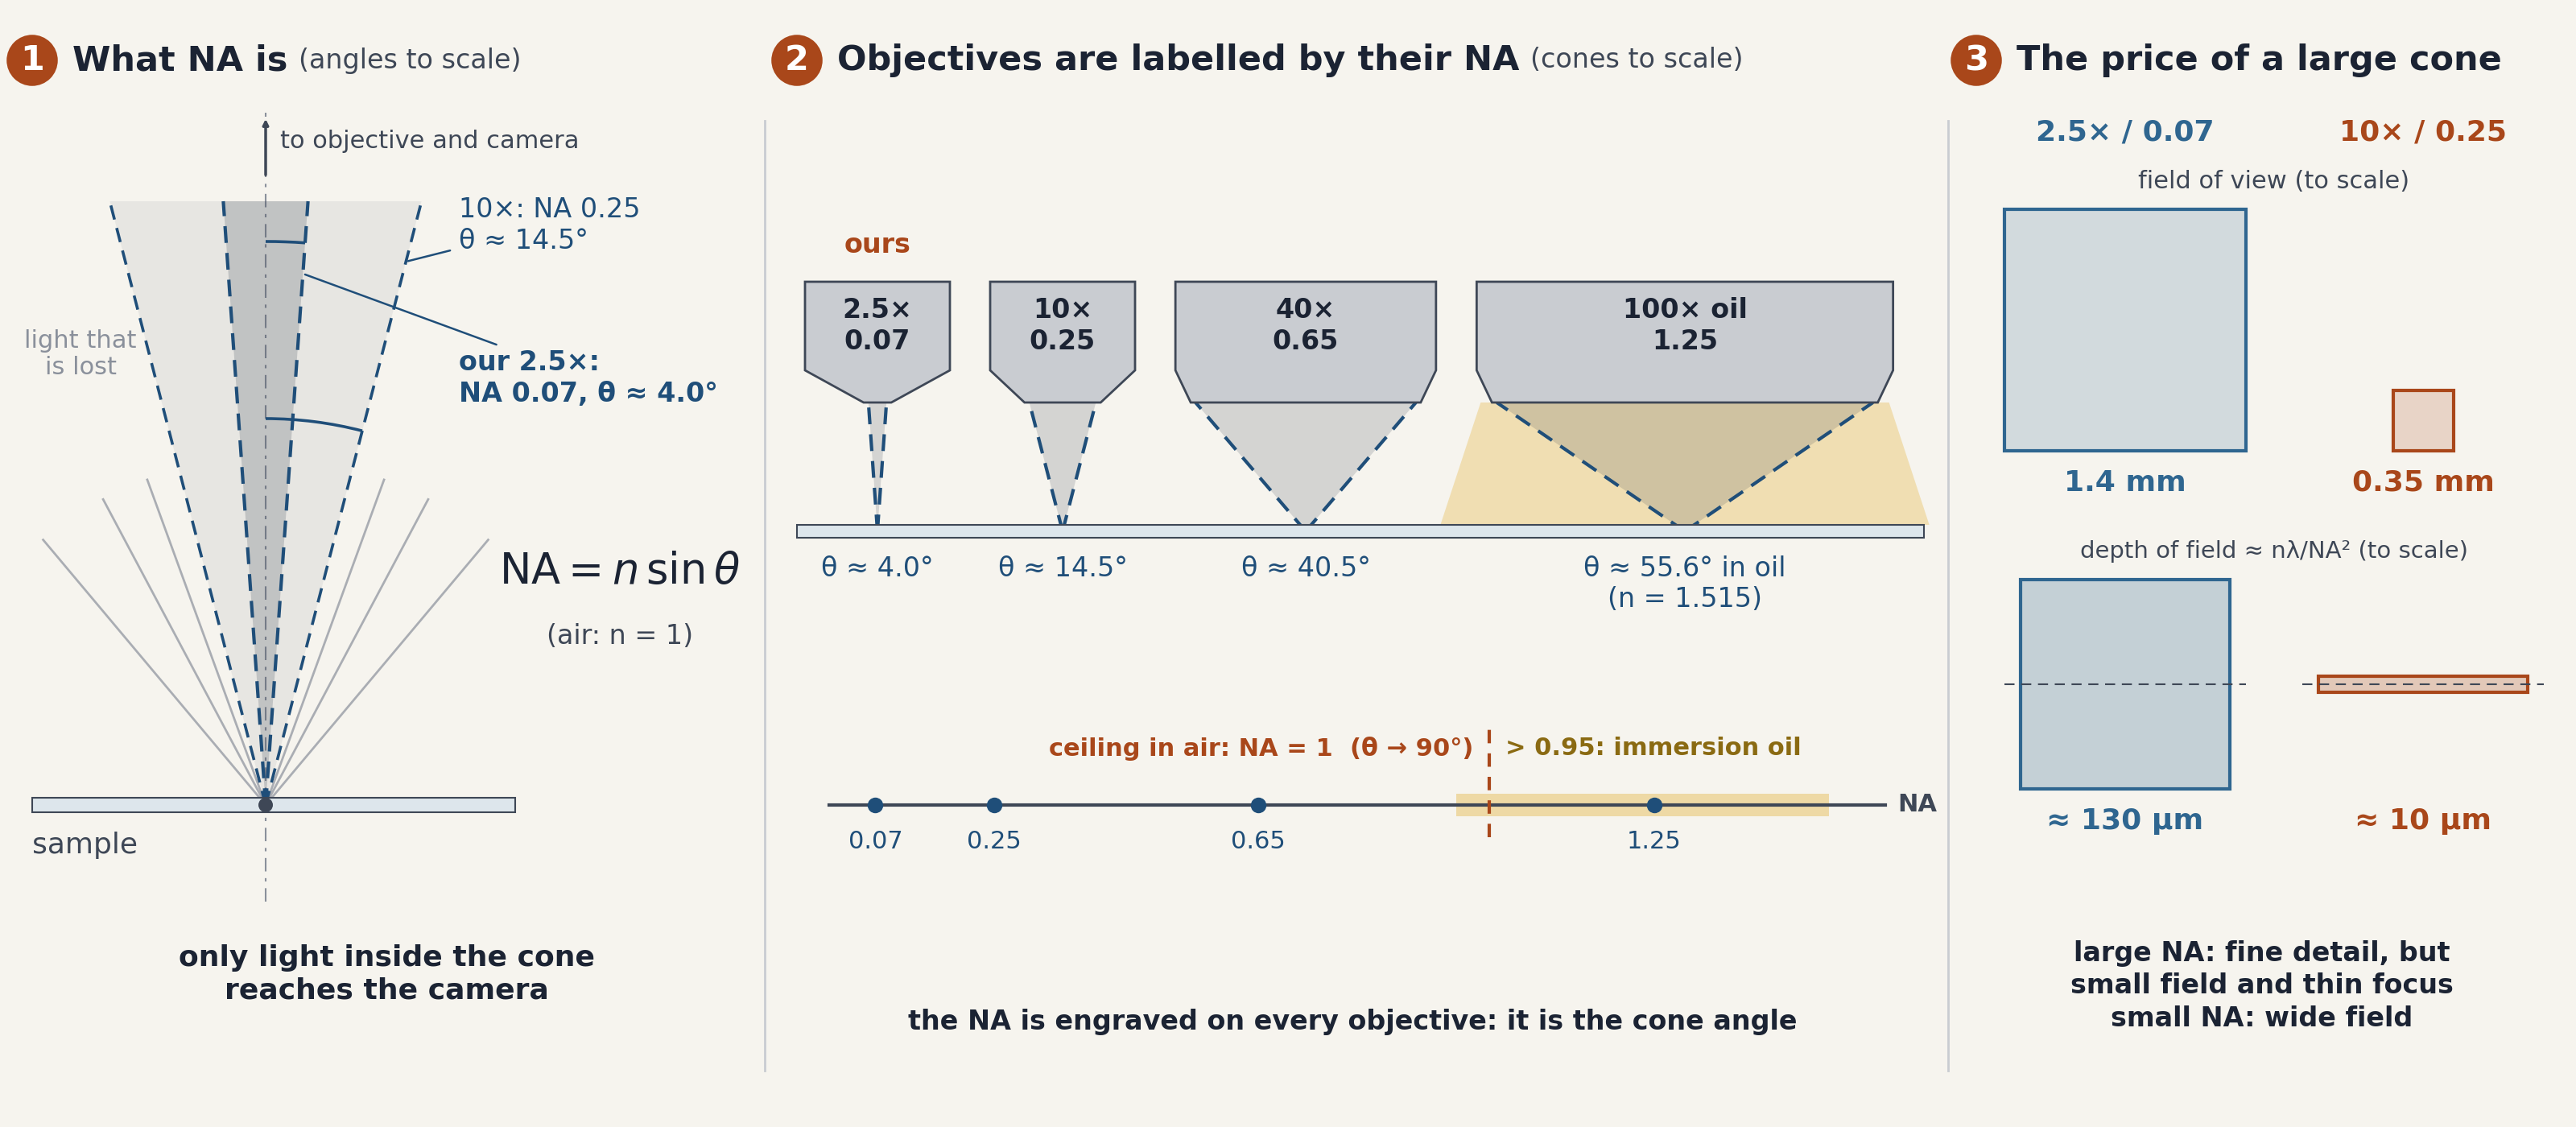 1 What NA is (angles to scale)
to objective and camera
10×: NA 0.25
θ ≈ 14.5°
light that
is lost
our 2.5×:
NA 0.07, θ ≈ 4.0°
NA = n sin θ
(air: n = 1)
sample
only light inside the cone
reaches the camera
2 Objectives are labelled by their NA (cones to scale)
ours
2.5×
0.07
10×
0.25
40×
0.65
100× oil
1.25
θ ≈ 4.0°
θ ≈ 14.5°
θ ≈ 40.5°
θ ≈ 55.6° in oil
(n = 1.515)
ceiling in air: NA = 1 (θ → 90°)
> 0.95: immersion oil
NA
0.07
0.25
0.65
1.25
the NA is engraved on every objective: it is the cone angle
3 The price of a large cone
2.5× / 0.07
10× / 0.25
field of view (to scale)
1.4 mm
0.35 mm
depth of field ≈ nλ/NA² (to scale)
≈ 130 µm
≈ 10 µm
large NA: fine detail, but
small field and thin focus
small NA: wide field